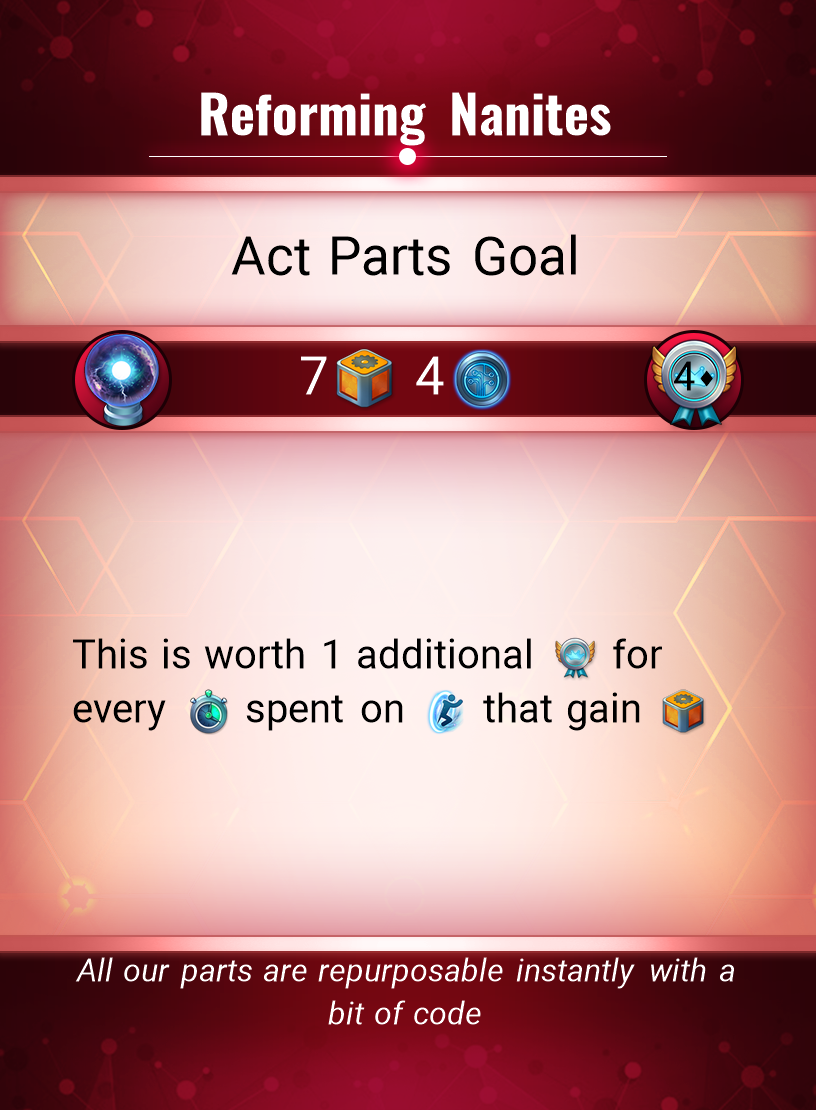 Reforming Nanites
Act Parts Goal
7 4 4♦
This is worth 1 additional for
every spent on that gain
All our parts are repurposable instantly with a
bit of code